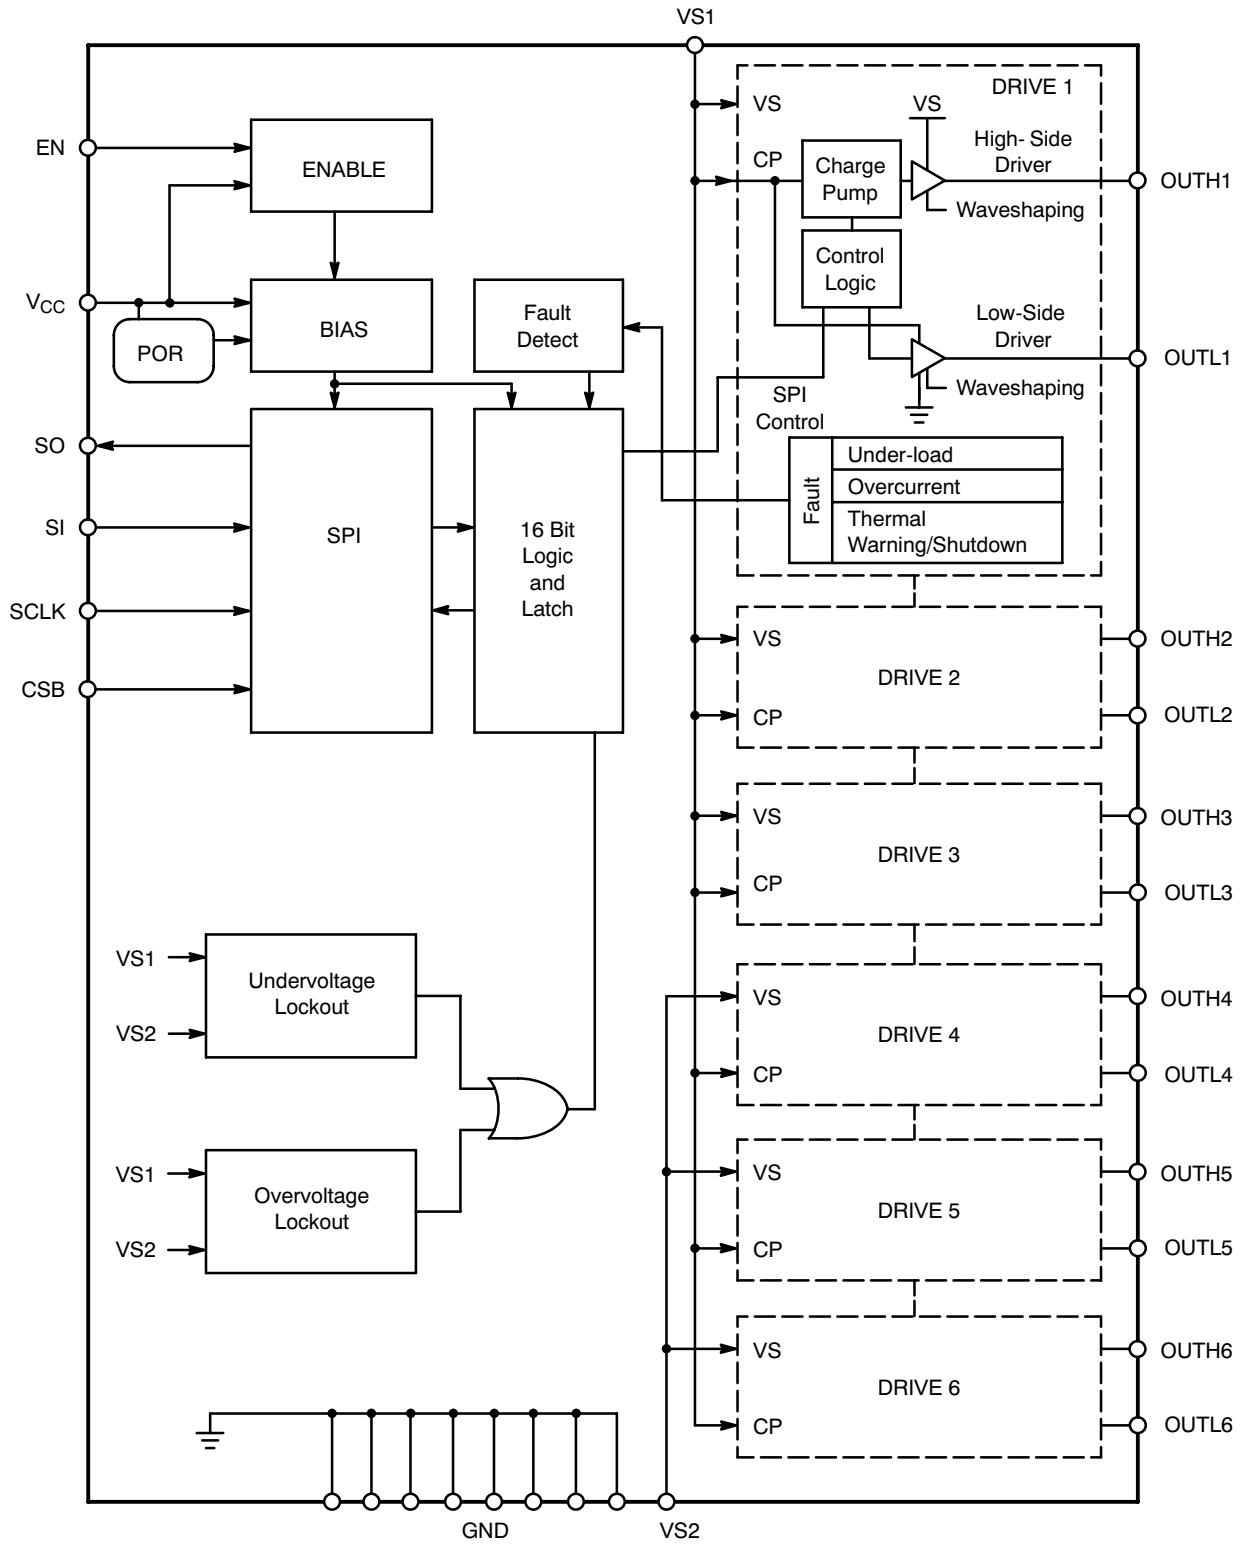 VS1
DRIVE 1
VS
VS
EN
ENABLE
CP
Charge
Pump
High- Side
Driver
OUTH1
Waveshaping
Control
Logic
VCC
POR
BIAS
Fault
Detect
Low-Side
Driver
OUTL1
Waveshaping
SPI
Control
SO
SI
SCLK
CSB
SPI
16 Bit
Logic
and
Latch
Fault
Under-load
Overcurrent
Thermal
Warning/Shutdown
VS
DRIVE 2
CP
OUTH2
OUTL2
VS
DRIVE 3
CP
OUTH3
OUTL3
VS1
VS2
Undervoltage
Lockout
VS
DRIVE 4
CP
OUTH4
OUTL4
VS1
VS2
Overvoltage
Lockout
VS
DRIVE 5
CP
OUTH5
OUTL5
VS
DRIVE 6
CP
OUTH6
OUTL6
GND
VS2